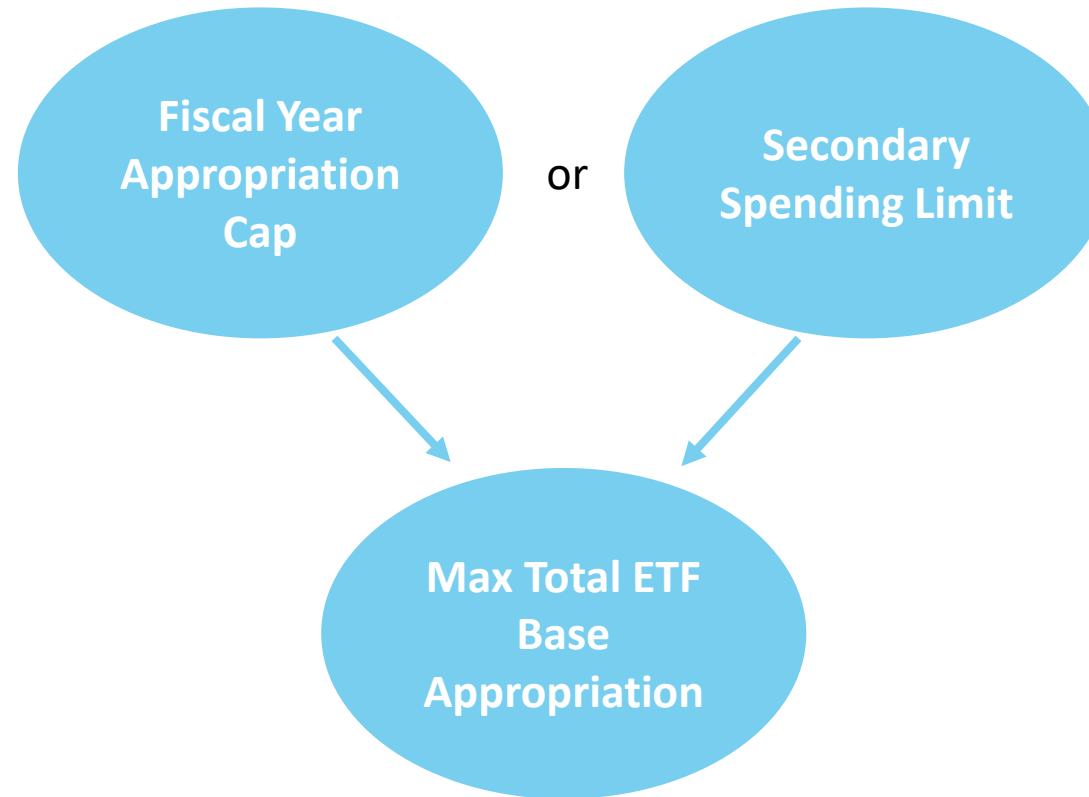 Fiscal Year
Appropriation
Cap
or
Secondary
Spending Limit
Max Total ETF
Base
Appropriation